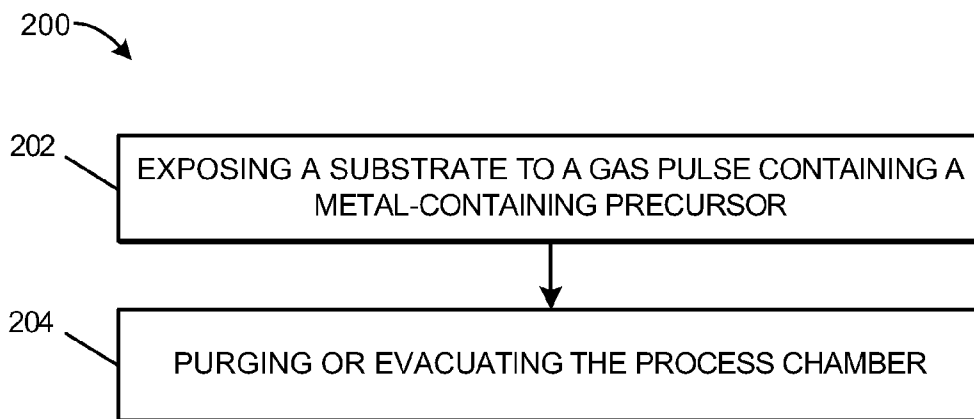 200
202
EXPOSING A SUBSTRATE TO A GAS PULSE CONTAINING A
METAL-CONTAINING PRECURSOR
204
PURGING OR EVACUATING THE PROCESS CHAMBER